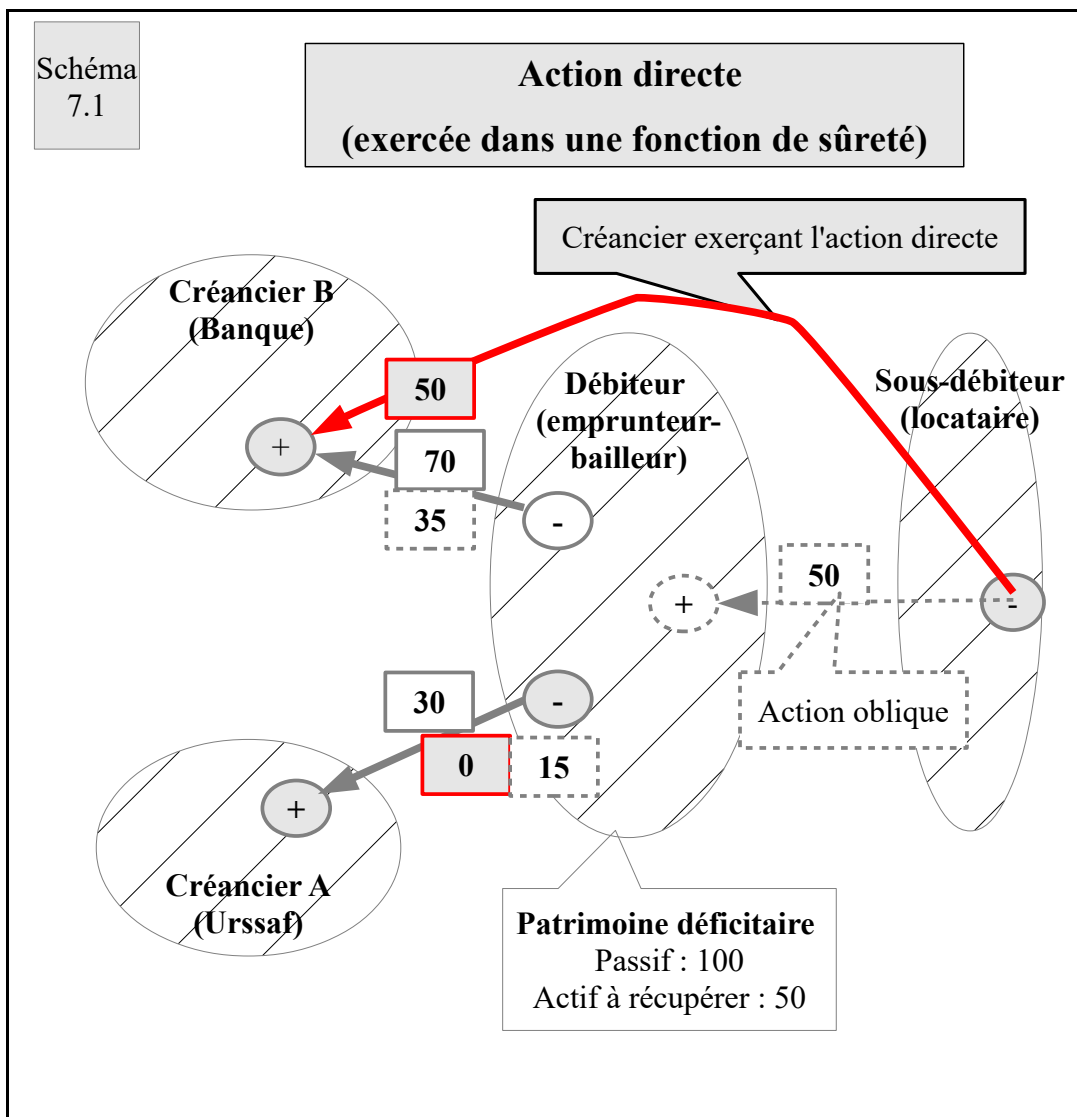 Schéma
7.1
Action directe
(exercée dans une fonction de sûreté)
Créancier exerçant l'action directe
Créancier B
(Banque)
50
+
70
35
-
Débiteur
(emprunteur-
bailleur)
Sous-débiteur
(locataire)
50
+
-
Action oblique
30
-
0
15
+
Créancier A
(Urssaf)
Patrimoine déficitaire
Passif : 100
Actif à récupérer : 50